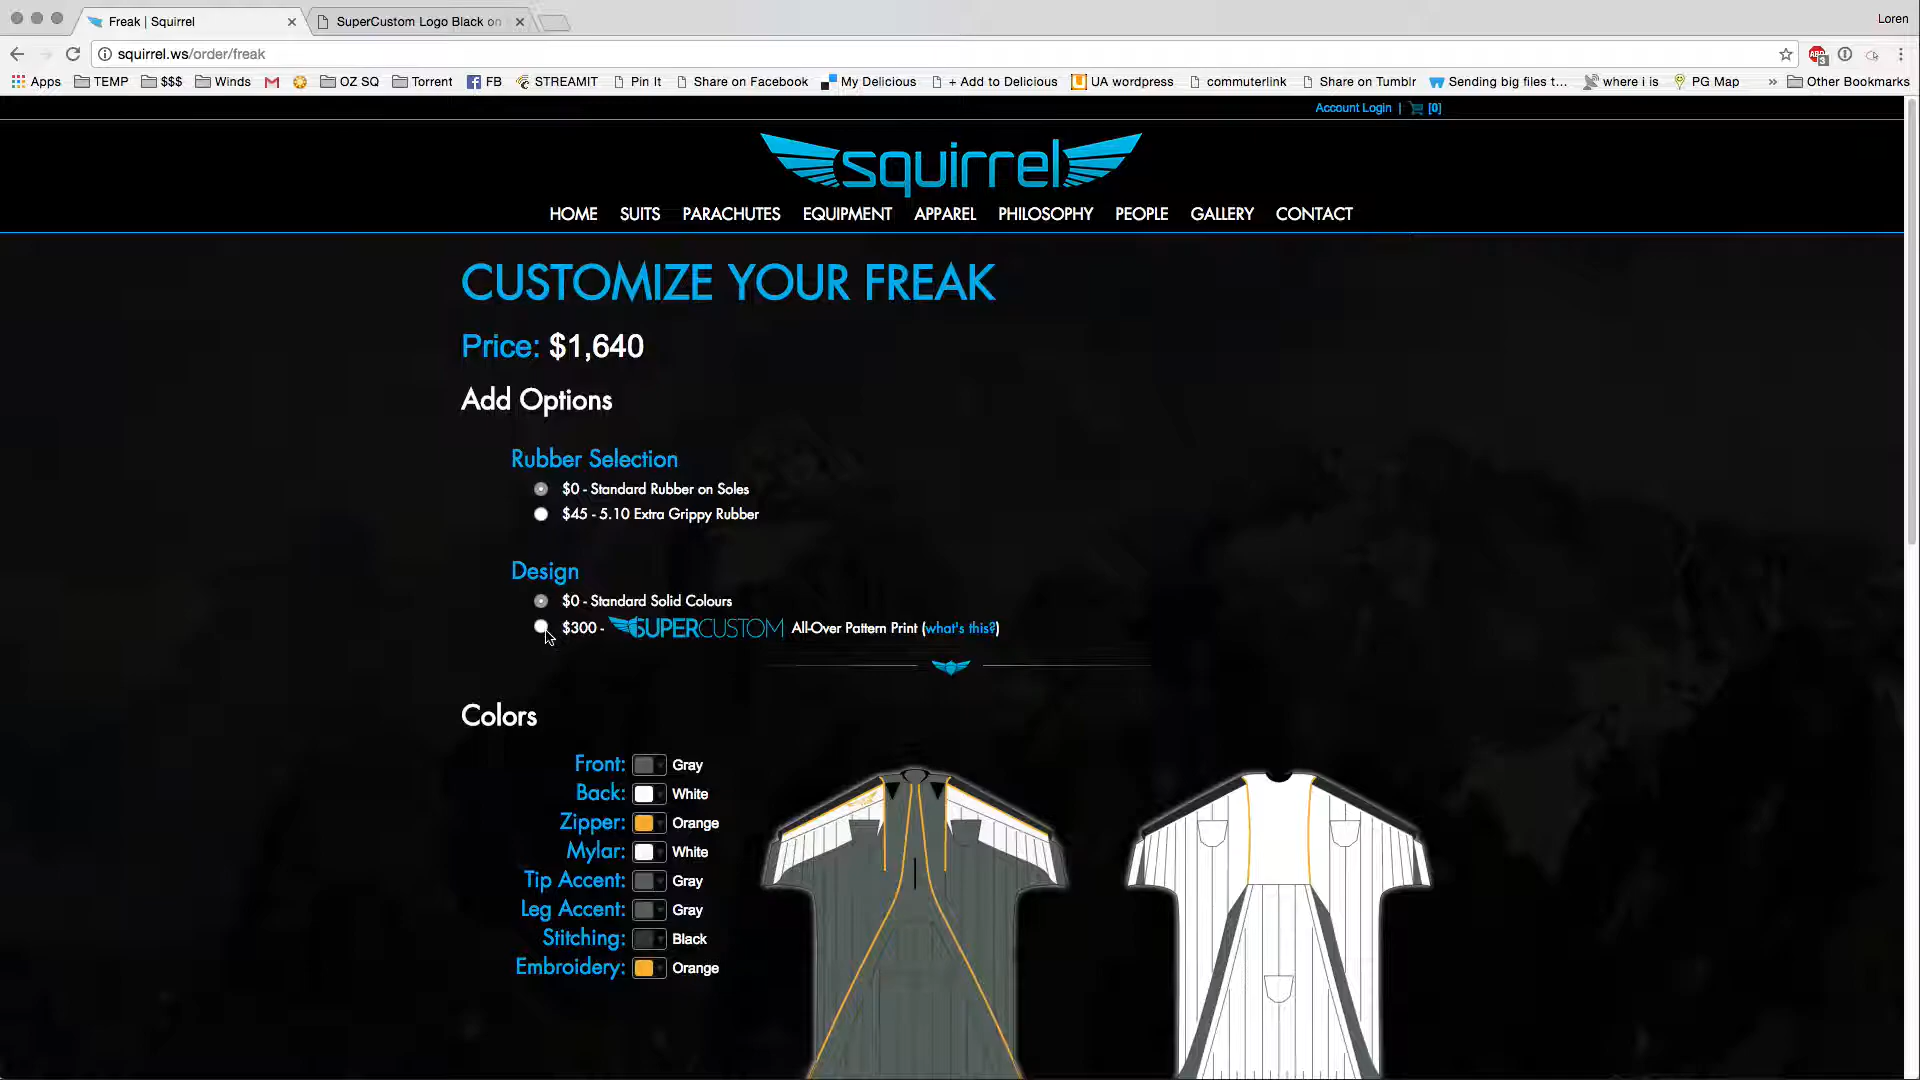 Freak | Squirrel
SuperCustom Logo Black on
Loren
squirrel.ws/order/freak
ABP
3
Apps TEMP $$$ Winds OZ SQ Torrent FB STREAMIT Pin It Share on Facebook My Delicious + Add to Delicious UA wordpress commuterlink Share on Tumblr Sending big files t... where i is PG Map » Other Bookmarks
Account Login | [0]
squirrel
HOME SUITS PARACHUTES EQUIPMENT APPAREL PHILOSOPHY PEOPLE GALLERY CONTACT
CUSTOMIZE YOUR FREAK
Price: $1,640
Add Options
Rubber Selection
$0 - Standard Rubber on Soles
$45 - 5.10 Extra Grippy Rubber
Design
$0 - Standard Solid Colours
$300 - SUPERCUSTOM All-Over Pattern Print (what's this?)
Colors
Front: Gray
Back: White
Zipper: Orange
Mylar: White
Tip Accent: Gray
Leg Accent: Gray
Stitching: Black
Embroidery: Orange